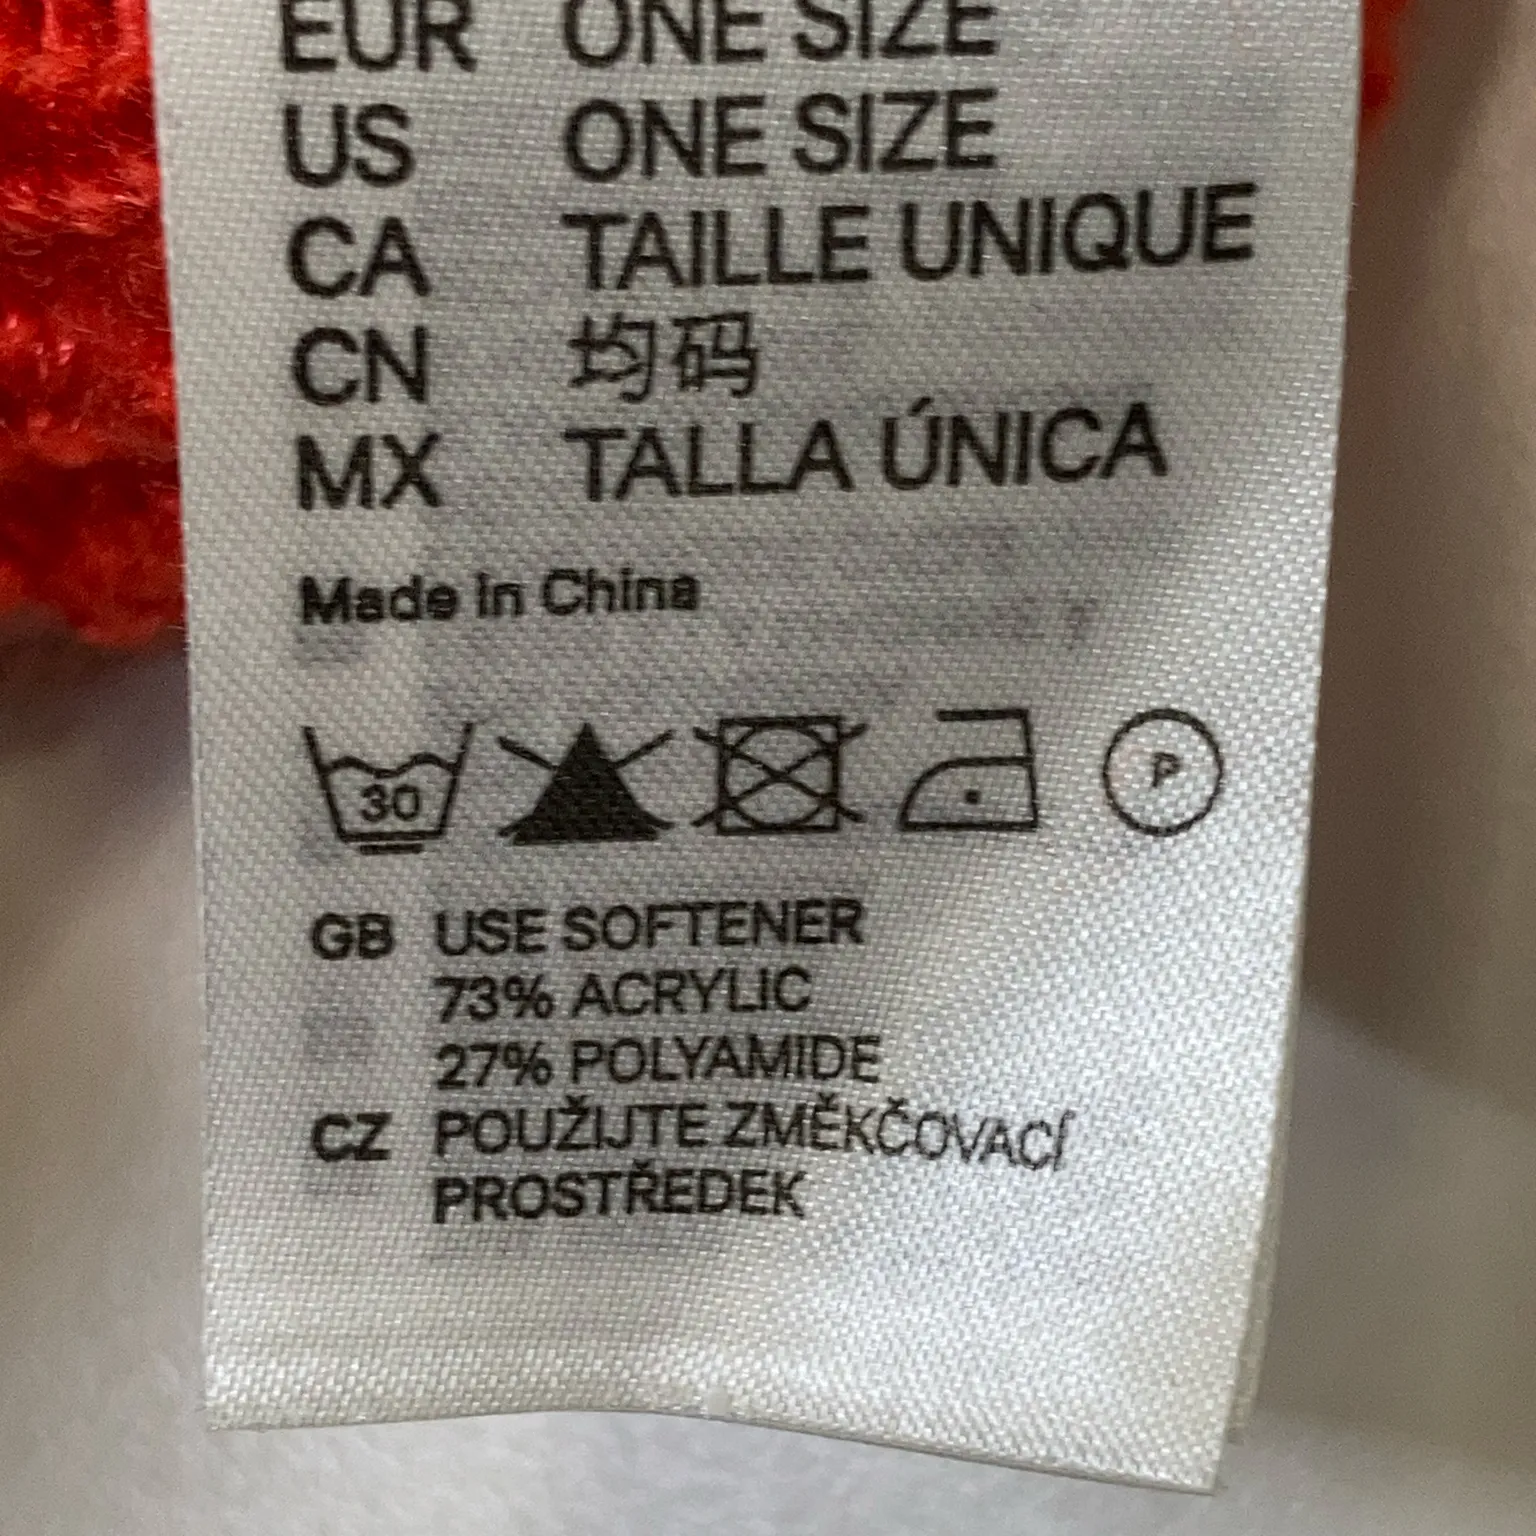 EUR ONE SIZE
US ONE SIZE
CA TAILLE UNIQUE
CN 均码
MX TALLA ÚNICA
Made in China
30 P
GB USE SOFTENER
73% ACRYLIC
27% POLYAMIDE
CZ POUŽIJTE ZMĚKČOVACÍ
PROSTŘEDEK